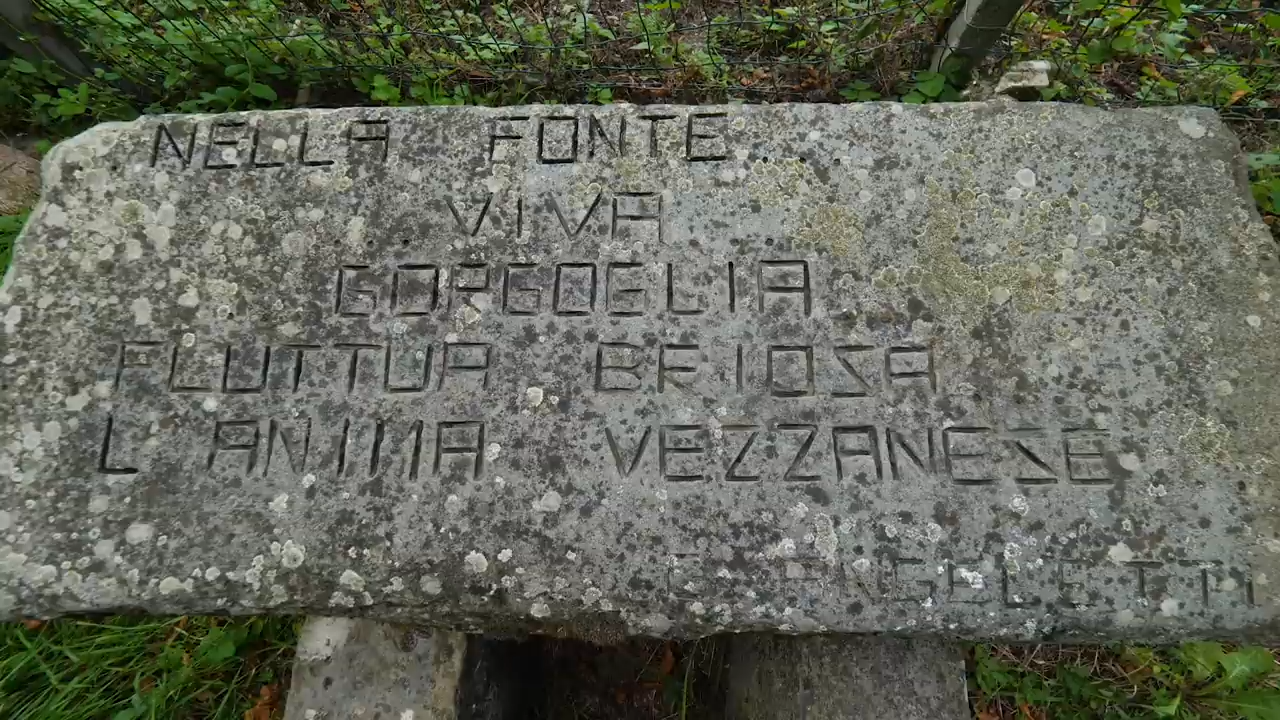 NELLA FONTE
VIVA
GORGOGLIA
FLUTTUA BRIOSA
L'ANIMA VEZZANESE
E. ANGELETTI